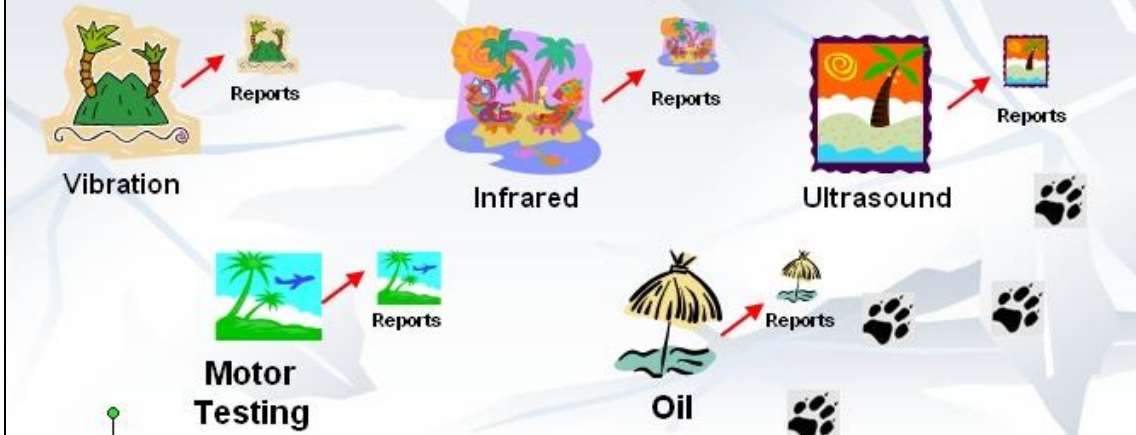 Reports
Reports
Reports
Vibration
Infrared
Ultrasound
Reports
Reports
Motor
Testing
Oil